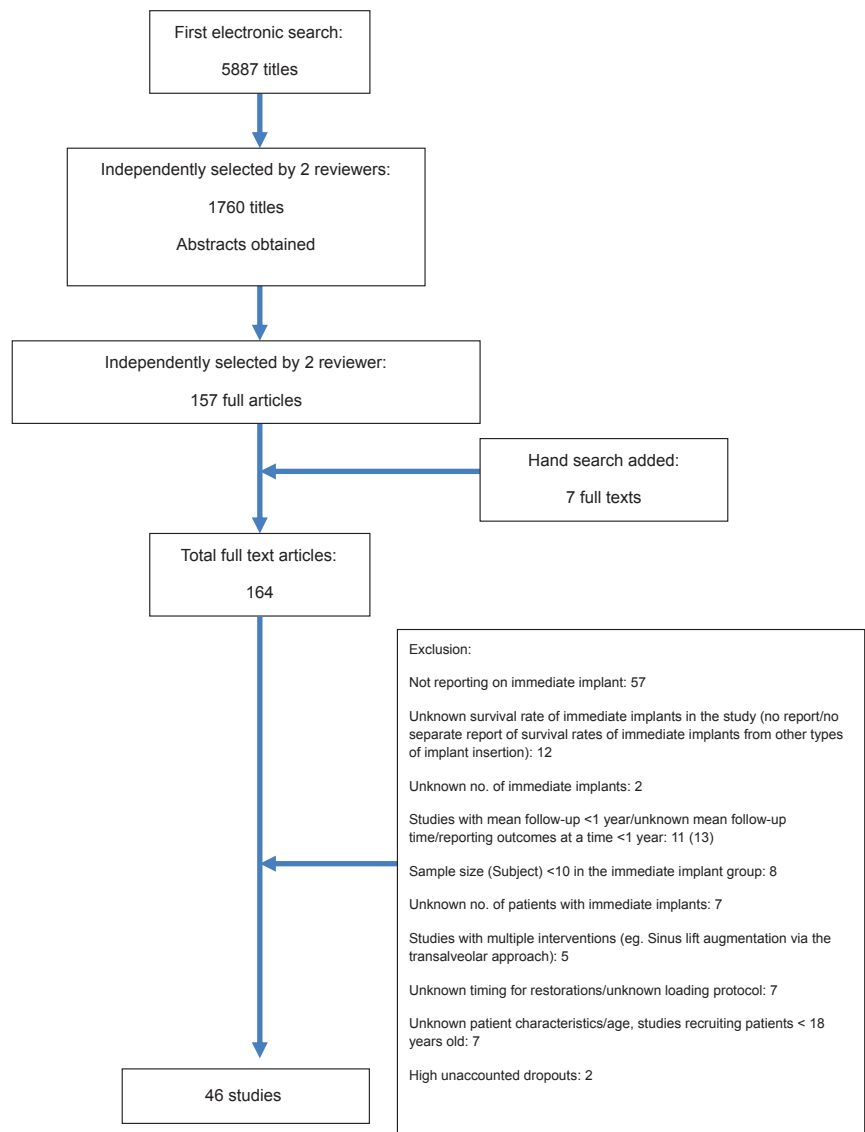 First electronic search:
5887 titles
Independently selected by 2 reviewers:
1760 titles
Abstracts obtained
Independently selected by 2 reviewer:
157 full articles
Hand search added:
7 full texts
Total full text articles:
164
Exclusion:
Not reporting on immediate implant: 57
Unknown survival rate of immediate implants in the study (no report/no
separate report of survival rates of immediate implants from other types
of implant insertion): 12
Unknown no. of immediate implants: 2
Studies with mean follow-up <1 year/unknown mean follow-up
time/reporting outcomes at a time <1 year: 11 (13)
Sample size (Subject) <10 in the immediate implant group: 8
Unknown no. of patients with immediate implants: 7
Studies with multiple interventions (eg. Sinus lift augmentation via the
transalveolar approach): 5
Unknown timing for restorations/unknown loading protocol: 7
Unknown patient characteristics/age, studies recruiting patients < 18
years old: 7
High unaccounted dropouts: 2
46 studies